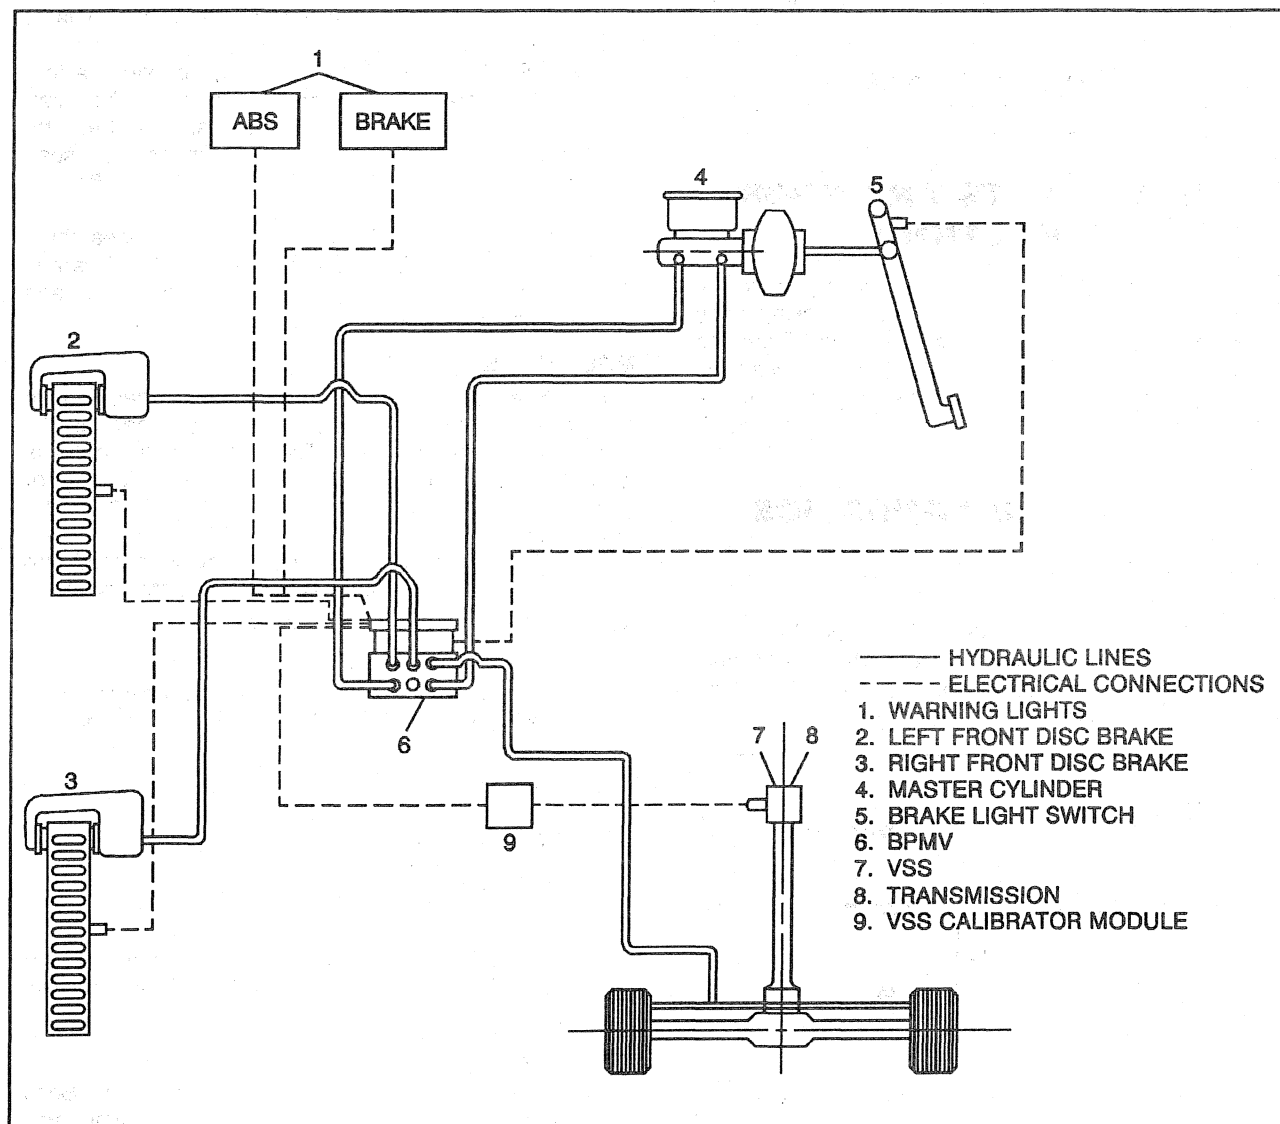 1
ABS
BRAKE
4
5
2
3
6
7
8
9
HYDRAULIC LINES
ELECTRICAL CONNECTIONS
1. WARNING LIGHTS
2. LEFT FRONT DISC BRAKE
3. RIGHT FRONT DISC BRAKE
4. MASTER CYLINDER
5. BRAKE LIGHT SWITCH
6. BPMV
7. VSS
8. TRANSMISSION
9. VSS CALIBRATOR MODULE